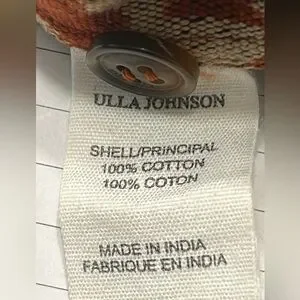 ULLA JOHNSON
SHELL/PRINCIPAL
100% COTTON
100% COTON
MADE IN INDIA
FABRIQUE EN INDIA